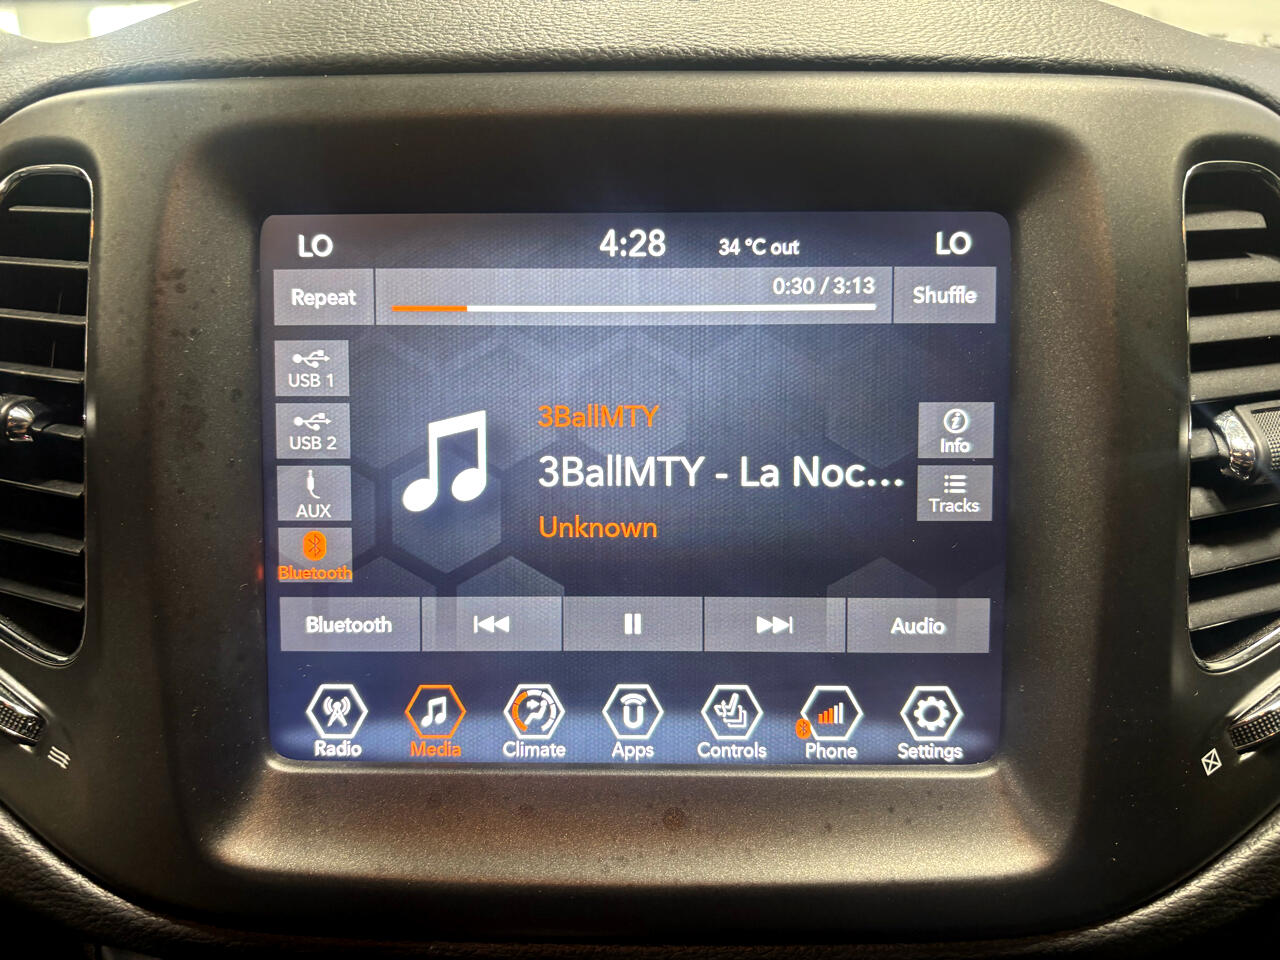 LO 4:28 34 °C out LO
Repeat 0:30 / 3:13 Shuffle
USB 1
USB 2
AUX
Bluetooth
3BallMTY
3BallMTY - La Noc...
Unknown
Info
Tracks
Bluetooth Audio
Radio Media Climate Apps Controls Phone Settings